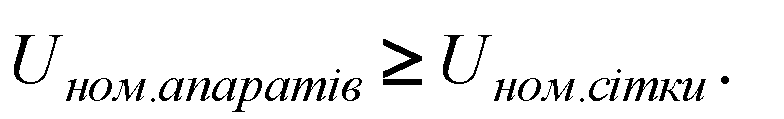 U ном.апаратів ≥ U ном.сітки .